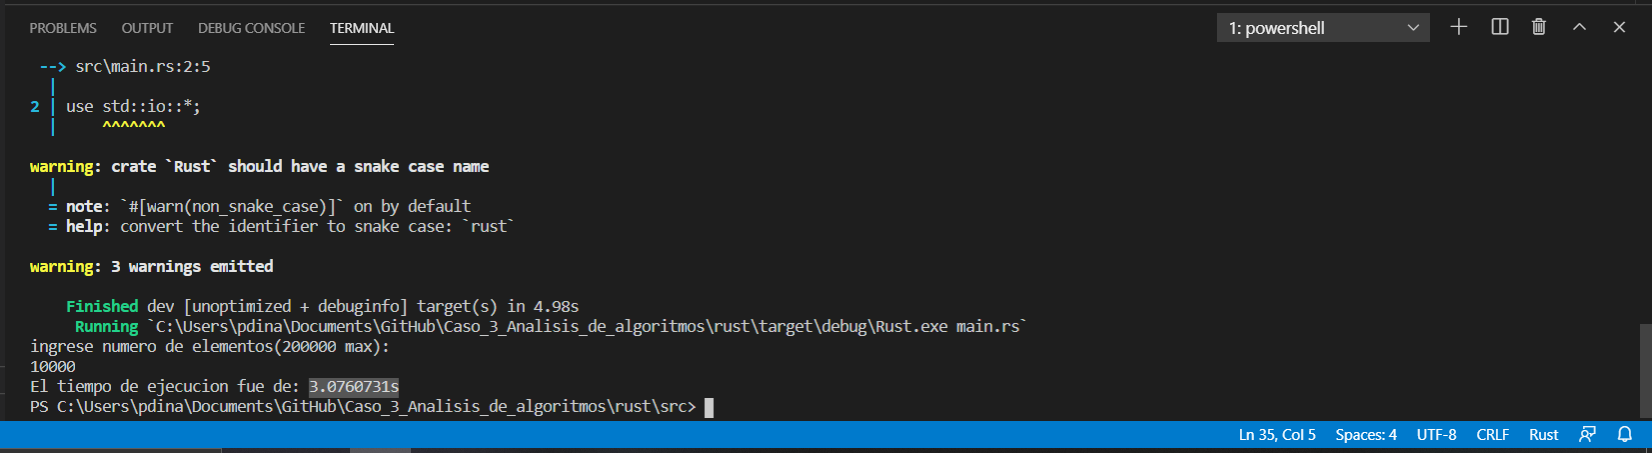 PROBLEMS OUTPUT DEBUG CONSOLE TERMINAL 1: powershell
--> src\main.rs:2:5
|
2 | use std::io::*;
| ^^^^^^^
warning: crate `Rust` should have a snake case name
|
= note: `#[warn(non_snake_case)]` on by default
= help: convert the identifier to snake case: `rust`
warning: 3 warnings emitted
Finished dev [unoptimized + debuginfo] target(s) in 4.98s
Running `C:\Users\pdina\Documents\GitHub\Caso_3_Analisis_de_algoritmos\rust\target\debug\Rust.exe main.rs`
ingrese numero de elementos(200000 max):
10000
El tiempo de ejecucion fue de: 3.0760731s
PS C:\Users\pdina\Documents\GitHub\Caso_3_Analisis_de_algoritmos\rust\src>
Ln 35, Col 5 Spaces: 4 UTF-8 CRLF Rust